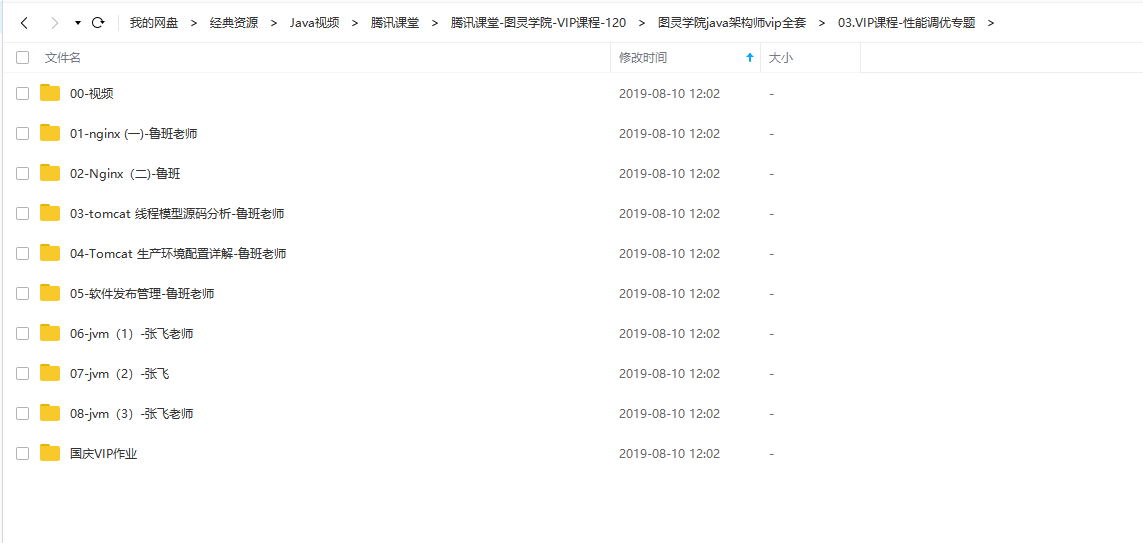 我的网盘 > 经典资源 > Java视频 > 腾讯课堂 > 腾讯课堂-图灵学院-VIP课程-120 > 图灵学院java架构师vip全套 > 03.VIP课程-性能调优专题 >
文件名 修改时间 大小
00-视频 2019-08-10 12:02 -
01-nginx (一)-鲁班老师 2019-08-10 12:02 -
02-Nginx（二)-鲁班 2019-08-10 12:02 -
03-tomcat 线程模型源码分析-鲁班老师 2019-08-10 12:02 -
04-Tomcat 生产环境配置详解-鲁班老师 2019-08-10 12:02 -
05-软件发布管理-鲁班老师 2019-08-10 12:02 -
06-jvm（1）-张飞老师 2019-08-10 12:02 -
07-jvm（2）-张飞 2019-08-10 12:02 -
08-jvm（3）-张飞老师 2019-08-10 12:02 -
国庆VIP作业 2019-08-10 12:02 -